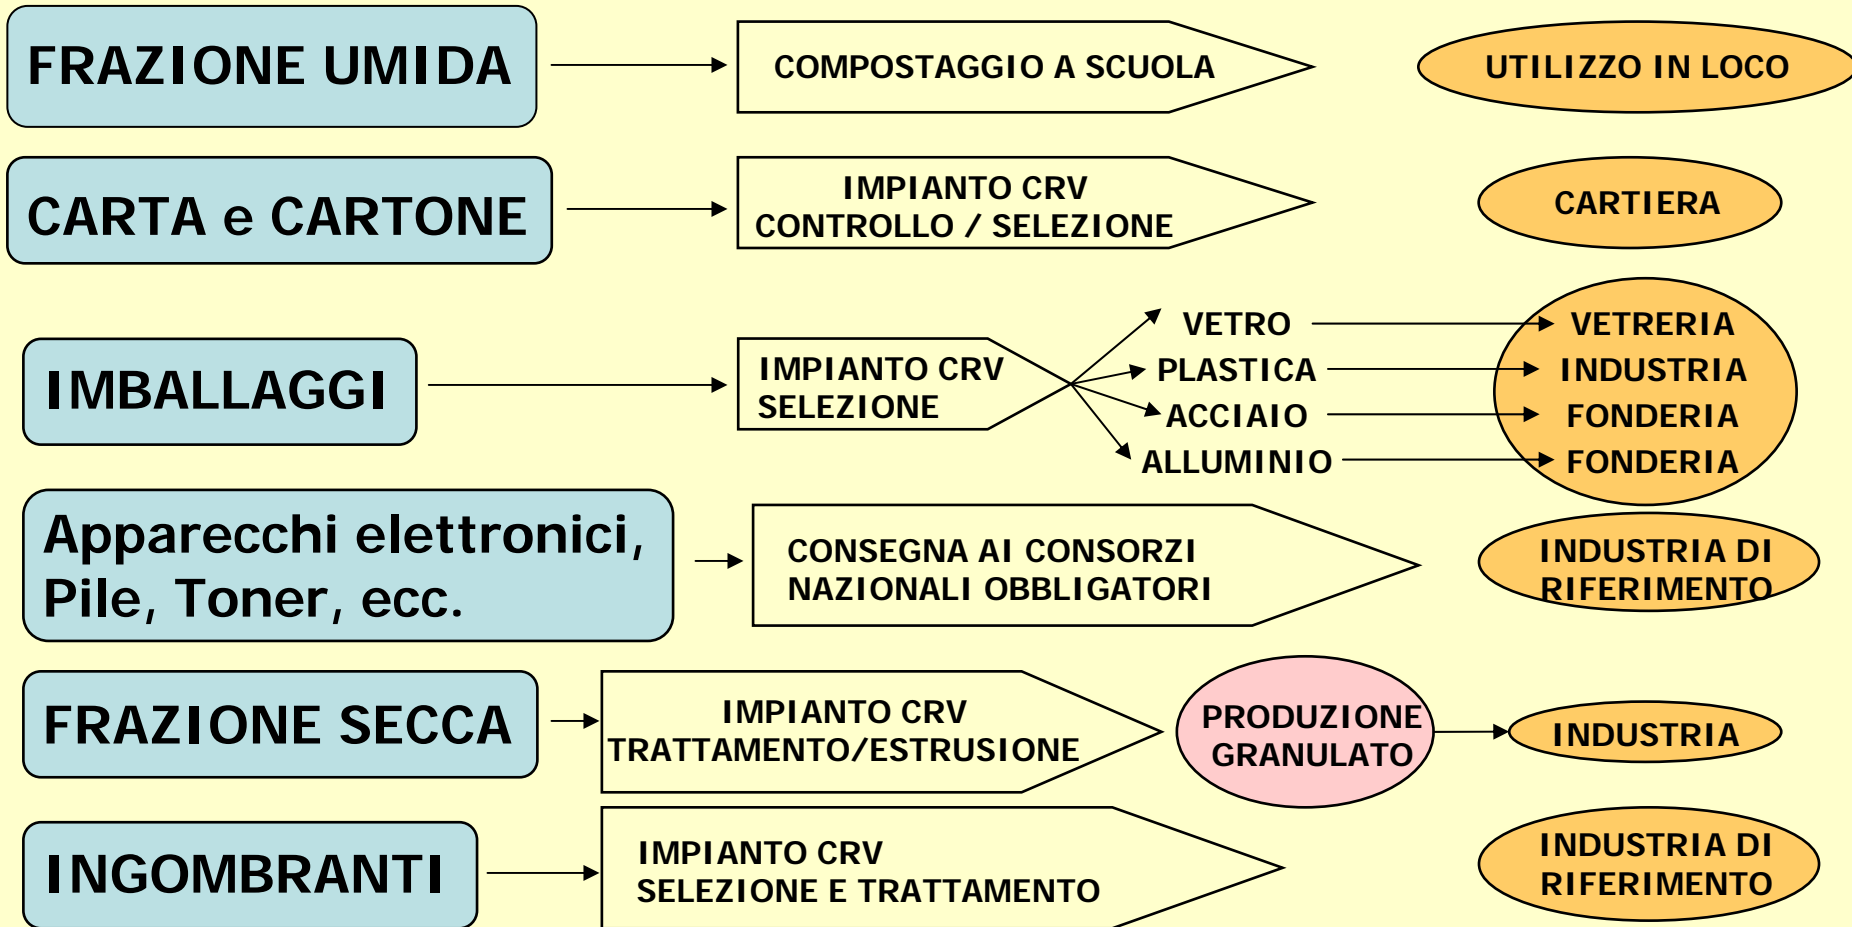 FRAZIONE UMIDA
COMPOSTAGGIO A SCUOLA
UTILIZZO IN LOCO
CARTA e CARTONE
IMPIANTO CRV
CONTROLLO / SELEZIONE
CARTIERA
IMBALLAGGI
IMPIANTO CRV
SELEZIONE
VETRO
PLASTICA
ACCIAIO
ALLUMINIO
VETRERIA
INDUSTRIA
FONDERIA
FONDERIA
Apparecchi elettronici,
Pile, Toner, ecc.
CONSEGNA AI CONSORZI
NAZIONALI OBBLIGATORI
INDUSTRIA DI
RIFERIMENTO
FRAZIONE SECCA
IMPIANTO CRV
TRATTAMENTO/ESTRUSIONE
PRODUZIONE
GRANULATO
INDUSTRIA
INGOMBRANTI
IMPIANTO CRV
SELEZIONE E TRATTAMENTO
INDUSTRIA DI
RIFERIMENTO